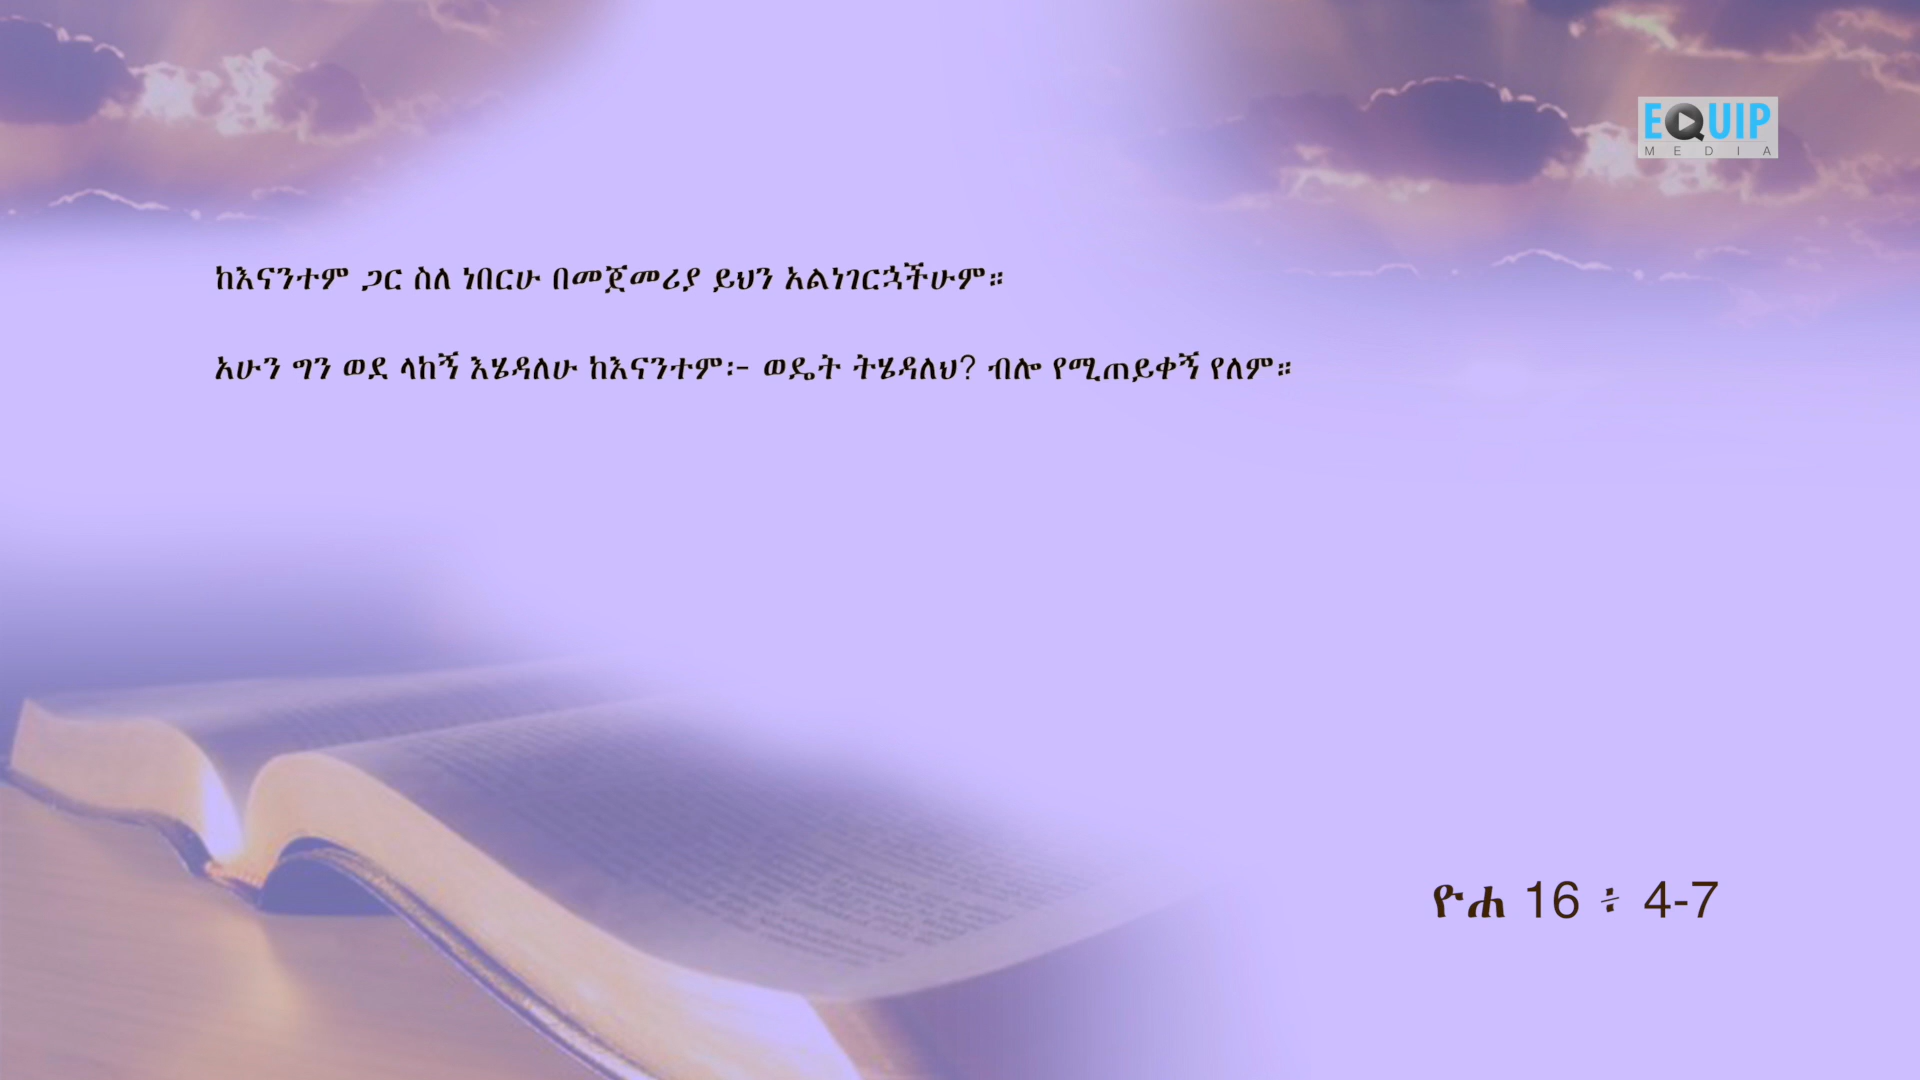 EQUIP
MEDIA
ከእናንተም ጋር ስለ ነበርሁ በመጀመሪያ ይህን አልነገርኋችሁም።
አሁን ግን ወደ ላከኝ እሄዳለሁ ከእናንተም፡- ወዴት ትሄዳለህ? ብሎ የሚጠይቀኝ የለም።
ዮሐ 16 ፥ 4-7